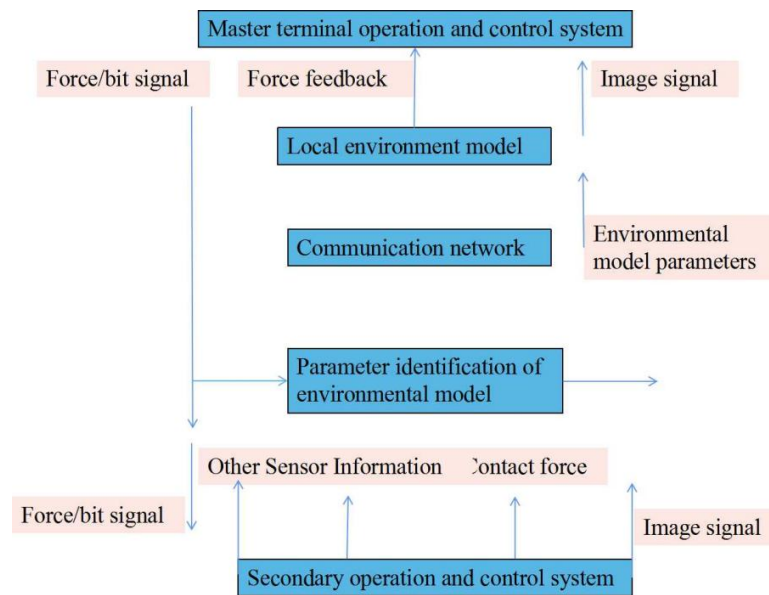 Master terminal operation and control system
Force/bit signal
Force feedback
Image signal
Local environment model
Communication network
Environmental
model parameters
Parameter identification of
environmental model
Other Sensor Information
Contact force
Force/bit signal
Image signal
Secondary operation and control system